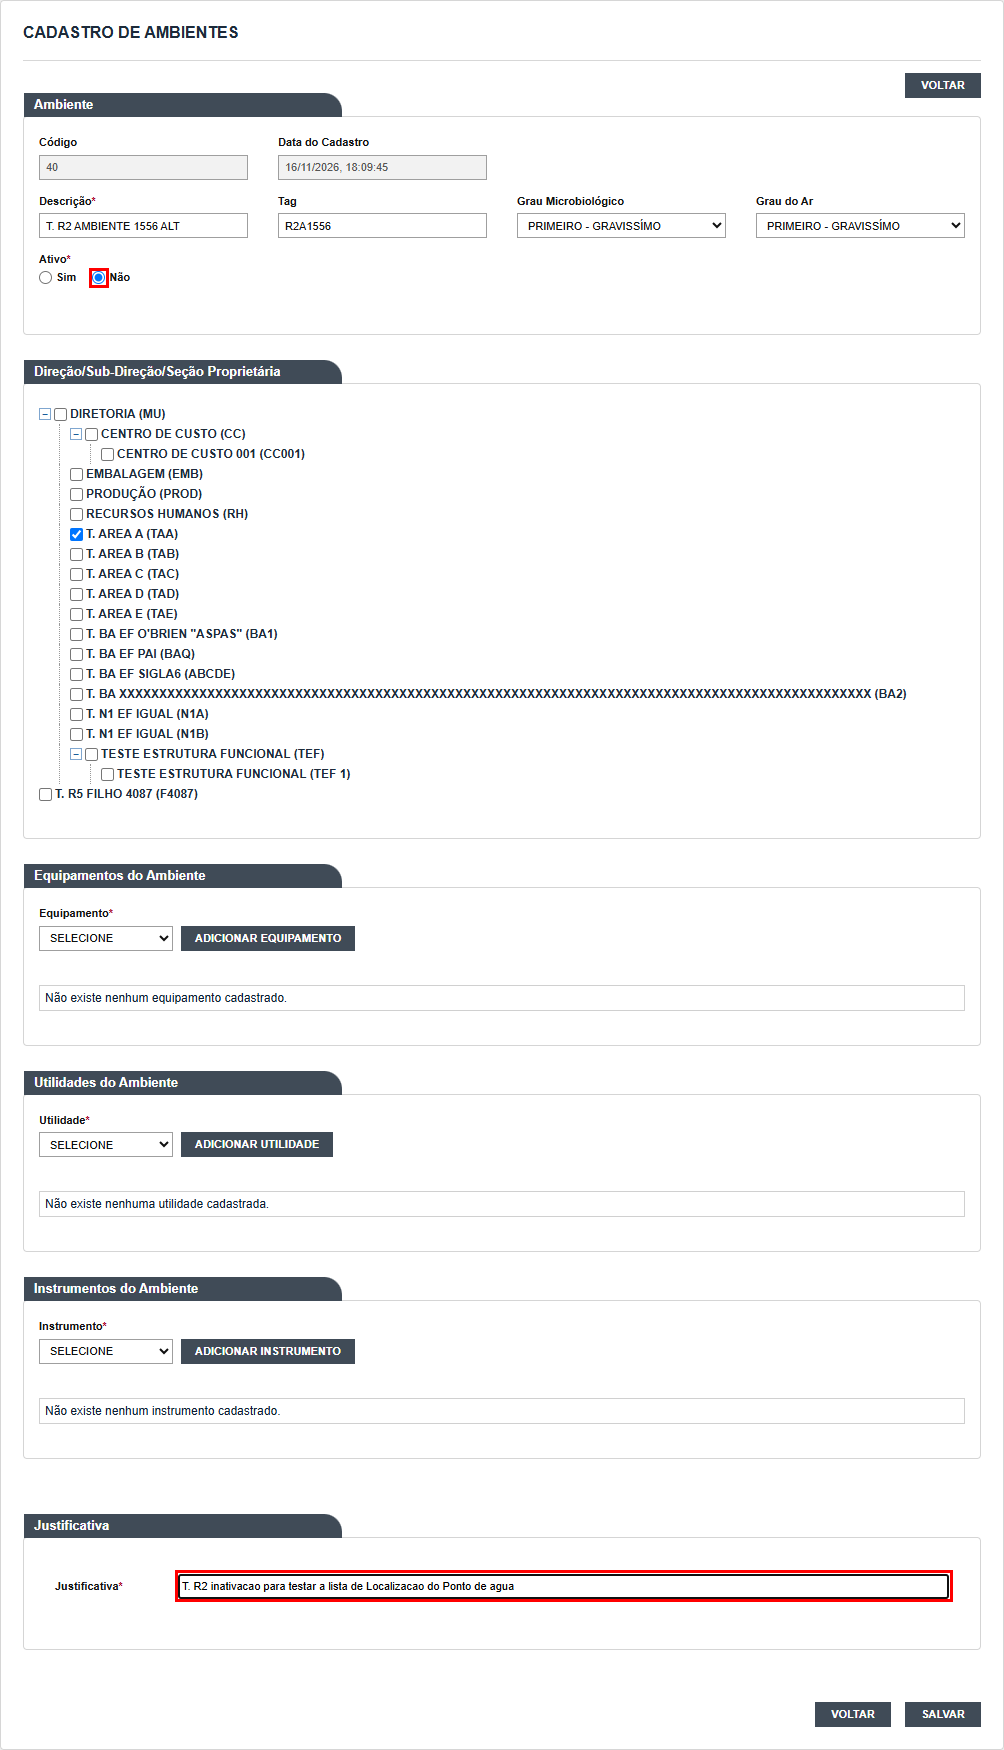 CADASTRO DE AMBIENTES
VOLTAR
Ambiente
Código
Data do Cadastro
40
16/11/2026, 18:09:45
Descrição*
Tag
Grau Microbiológico
Grau do Ar
T. R2 AMBIENTE 1556 ALT
R2A1556
PRIMEIRO - GRAVISSÍMO
PRIMEIRO - GRAVISSÍMO
Ativo*
Sim
Não
Direção/Sub-Direção/Seção Proprietária
DIRETORIA (MU)
CENTRO DE CUSTO (CC)
CENTRO DE CUSTO 001 (CC001)
EMBALAGEM (EMB)
PRODUÇÃO (PROD)
RECURSOS HUMANOS (RH)
T. AREA A (TAA)
T. AREA B (TAB)
T. AREA C (TAC)
T. AREA D (TAD)
T. AREA E (TAE)
T. BA EF O'BRIEN "ASPAS" (BA1)
T. BA EF PAI (BAQ)
T. BA EF SIGLA6 (ABCDE)
T. BA XXXXXXXXXXXXXXXXXXXXXXXXXXXXXXXXXXXXXXXXXXXXXXXXXXXXXXXXXXXXXXXXXXXXXXXXXXXXXXXXXXXXXXXXXXXXXX (BA2)
T. N1 EF IGUAL (N1A)
T. N1 EF IGUAL (N1B)
TESTE ESTRUTURA FUNCIONAL (TEF)
TESTE ESTRUTURA FUNCIONAL (TEF 1)
T. R5 FILHO 4087 (F4087)
Equipamentos do Ambiente
Equipamento*
SELECIONE
ADICIONAR EQUIPAMENTO
Não existe nenhum equipamento cadastrado.
Utilidades do Ambiente
Utilidade*
SELECIONE
ADICIONAR UTILIDADE
Não existe nenhuma utilidade cadastrada.
Instrumentos do Ambiente
Instrumento*
SELECIONE
ADICIONAR INSTRUMENTO
Não existe nenhum instrumento cadastrado.
Justificativa
Justificativa*
T. R2 inativacao para testar a lista de Localizacao do Ponto de agua
VOLTAR
SALVAR